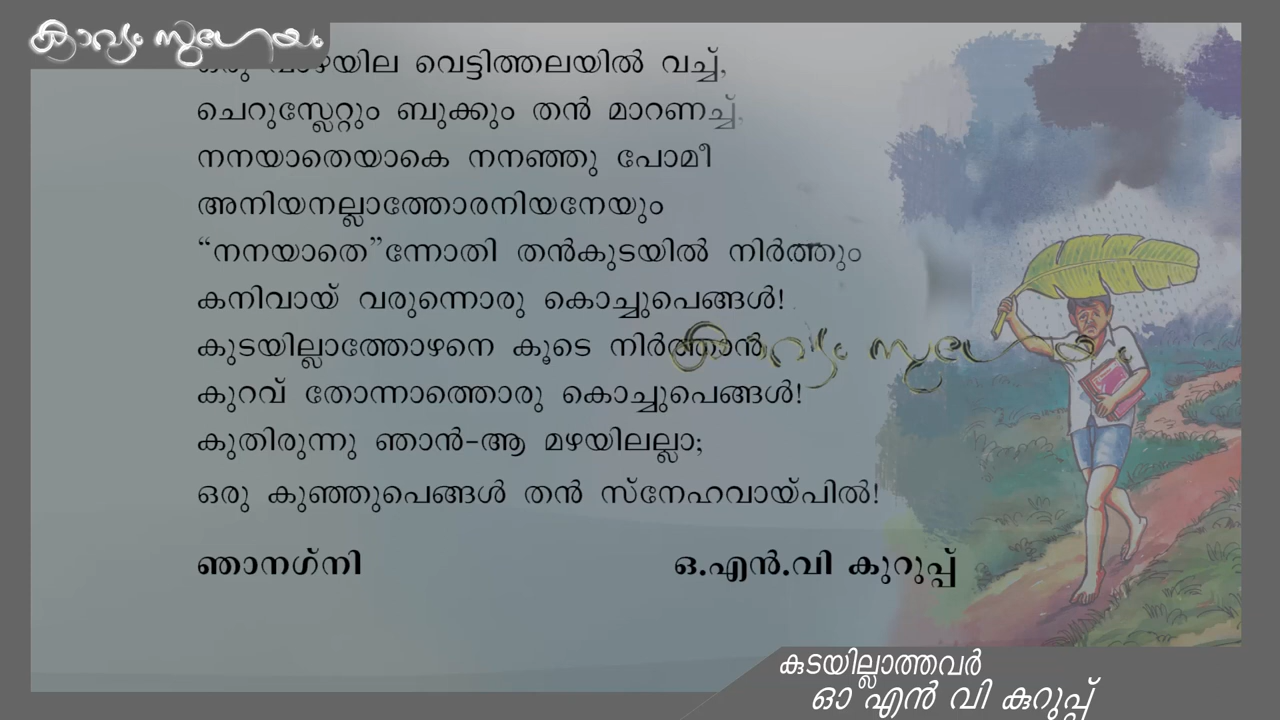 കാവ്യം സുഗേയം
ഒരു വാഴയില വെട്ടിത്തലയിൽ വച്ച്,
ചെറുസ്ലേറ്റും ബുക്കും തൻ മാറണച്ച്,
നനയാതെയാകെ നനഞ്ഞു പോമീ
അനിയനല്ലാത്തോരനിയനേയും
“നനയാതെ”ന്നോതി തൻകുടയിൽ നിർത്തും
കനിവായ് വരുന്നൊരു കൊച്ചുപെങ്ങൾ!
കുടയില്ലാത്തോഴനെ കൂടെ നിർത്താൻ
കാവ്യം സുഗേയം
കുറവ് തോന്നാത്തൊരു കൊച്ചുപെങ്ങൾ!
കുതിരുന്നു ഞാൻ-ആ മഴയിലല്ലാ;
ഒരു കുഞ്ഞുപെങ്ങൾ തൻ സ്നേഹവായ്പിൽ!
ഞാനഗ്നി ഒ.എൻ.വി കുറുപ്പ്
കുടയില്ലാത്തവർ
ഓ എൻ വി കുറുപ്പ്